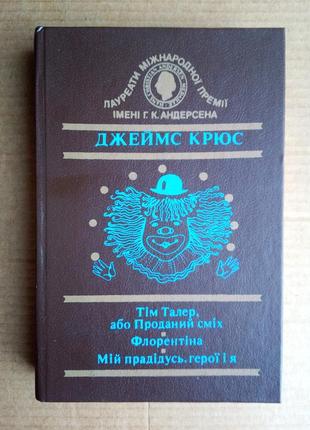 ЛАУРЕАТИ МІЖНАРОДНОЇ ПРЕМІЇ
ІМЕНІ Г. К. АНДЕРСЕНА
ДЖЕЙМС КРЮС
Тім Талер,
або Проданий сміх
Флорентіна
Мій прадідусь, герої і я